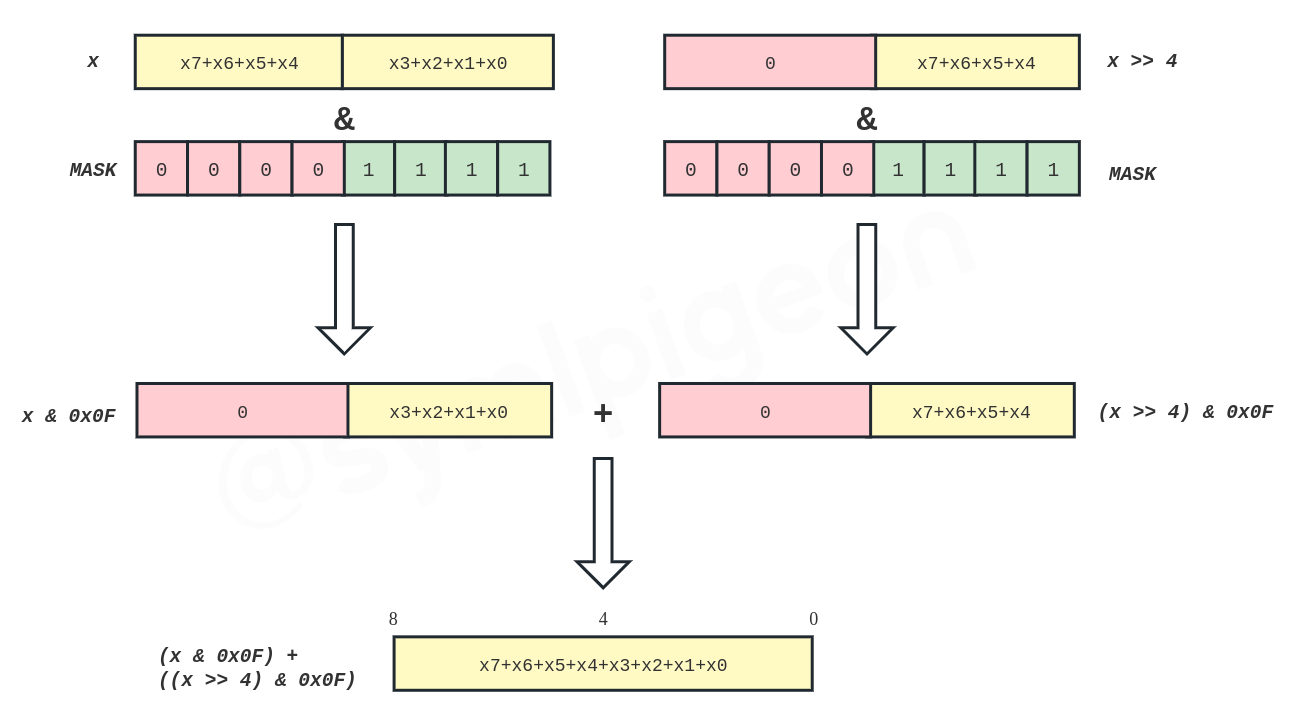 x x7+x6+x5+x4 x3+x2+x1+x0 0 x7+x6+x5+x4 x >> 4
& &
MASK 0 0 0 0 1 1 1 1 0 0 0 0 1 1 1 1 MASK
x & 0x0F 0 x3+x2+x1+x0 + 0 x7+x6+x5+x4 (x >> 4) & 0x0F
8 4 0
(x & 0x0F) +
((x >> 4) & 0x0F)
x7+x6+x5+x4+x3+x2+x1+x0